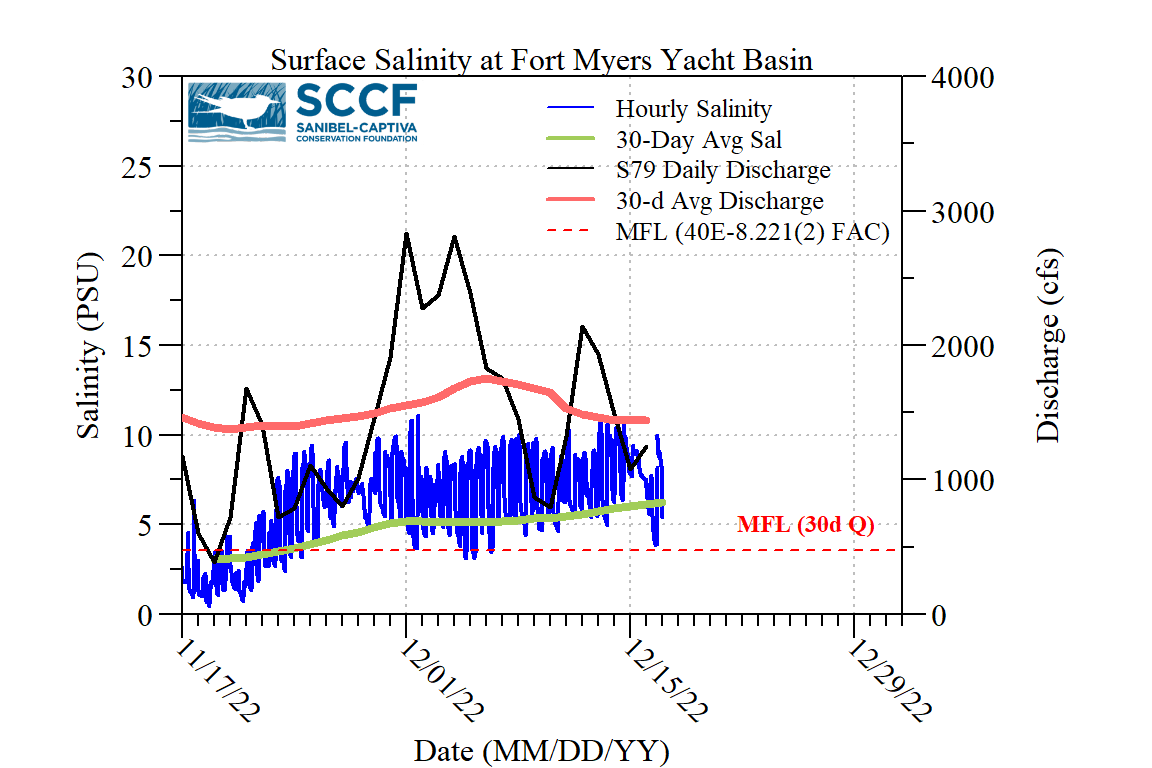 Surface Salinity at Fort Myers Yacht Basin
SCCF
SANIBEL-CAPTIVA
CONSERVATION FOUNDATION
Hourly Salinity
30-Day Avg Sal
S79 Daily Discharge
30-d Avg Discharge
MFL (40E-8.221(2) FAC)
30
25
20
15
10
5
0
Salinity (PSU)
4000
3000
2000
1000
0
Discharge (cfs)
MFL (30d Q)
11/17/22
12/01/22
12/15/22
12/29/22
Date (MM/DD/YY)